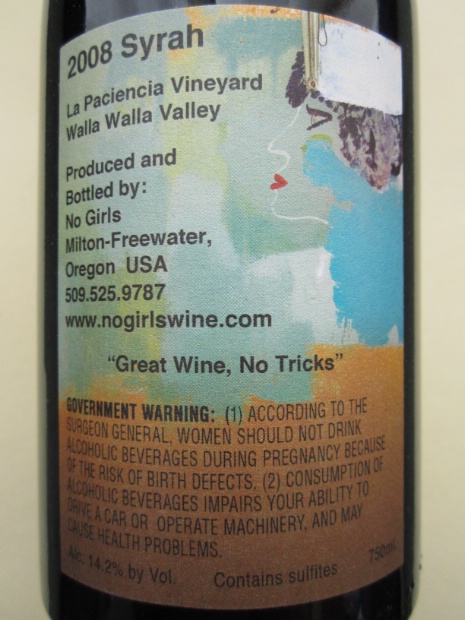 2008 Syrah
La Paciencia Vineyard
Walla Walla Valley
Produced and
Bottled by:
No Girls
Milton-Freewater,
Oregon USA
509.525.9787
www.nogirlswine.com
“Great Wine, No Tricks”
GOVERNMENT WARNING: (1) ACCORDING TO THE
SURGEON GENERAL, WOMEN SHOULD NOT DRINK
ALCOHOLIC BEVERAGES DURING PREGNANCY BECAUSE
OF THE RISK OF BIRTH DEFECTS. (2) CONSUMPTION OF
ALCOHOLIC BEVERAGES IMPAIRS YOUR ABILITY TO
DRIVE A CAR OR OPERATE MACHINERY, AND MAY
CAUSE HEALTH PROBLEMS.
Alc. 14.2% by Vol. Contains sulfites 750mL